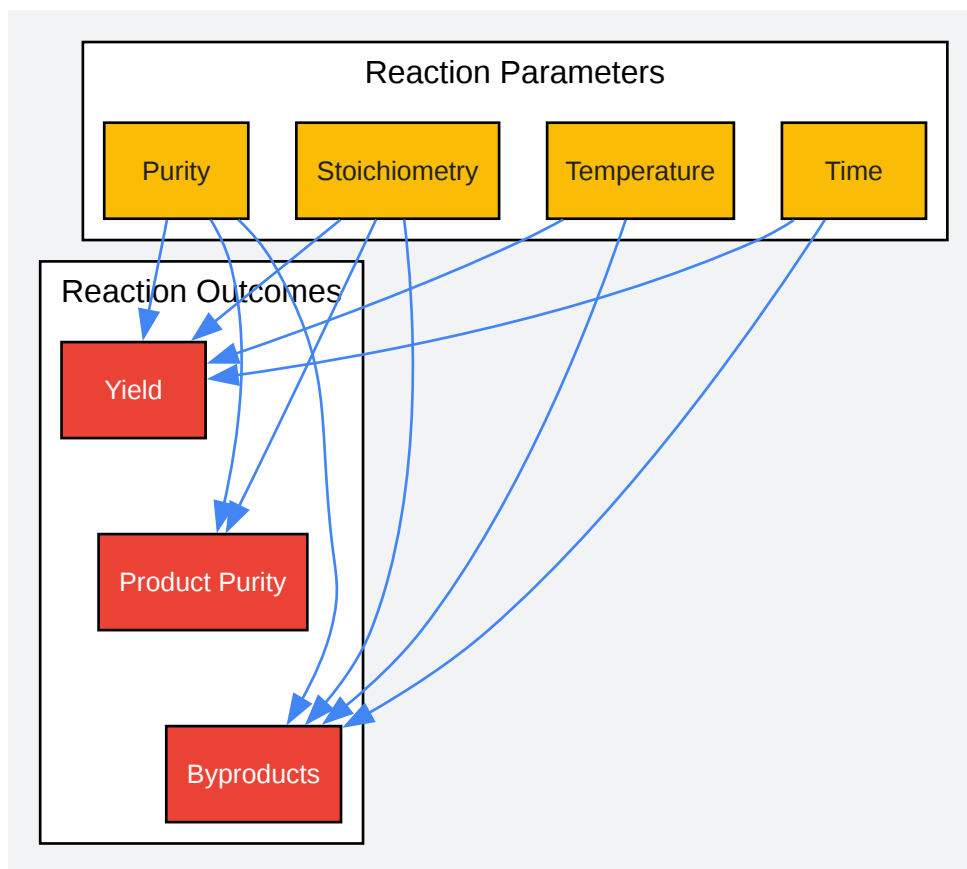 Reaction Parameters
Purity
Stoichiometry
Temperature
Time
Reaction Outcomes
Yield
Product Purity
Byproducts